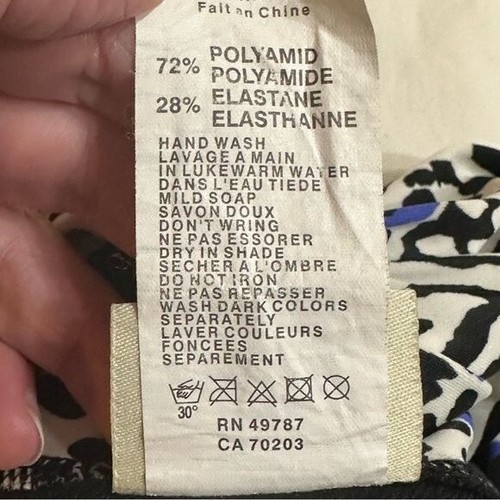 Fait en Chine
72% POLYAMID
POLYAMIDE
28% ELASTANE
ELASTHANNE
HAND WASH
LAVAGE A MAIN
IN LUKEWARM WATER
DANS L'EAU TIEDE
MILD SOAP
SAVON DOUX
DON'T WRING
NE PAS ESSORER
DRY IN SHADE
SECHER A L'OMBRE
DO NOT IRON
NE PAS REPASSER
WASH DARK COLORS
SEPARATELY
LAVER COULEURS
FONCEES
SEPAREMENT
30°
RN 49787
CA 70203